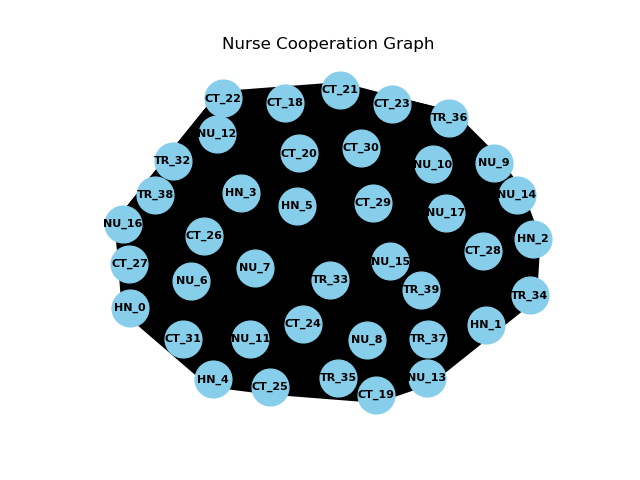 Nurse Cooperation Graph
CT_21
CT_22
CT_18
CT_23
TR_36
NU_12
CT_30
CT_20
TR_32
NU_10
NU_9
HN_3
TR_38
NU_14
CT_29
HN_5
NU_17
NU_16
CT_26
HN_2
CT_28
NU_15
CT_27
NU_7
TR_33
NU_6
TR_39
TR_34
HN_0
CT_24
HN_1
CT_31
NU_11
NU_8
TR_37
HN_4
TR_35
NU_13
CT_25
CT_19